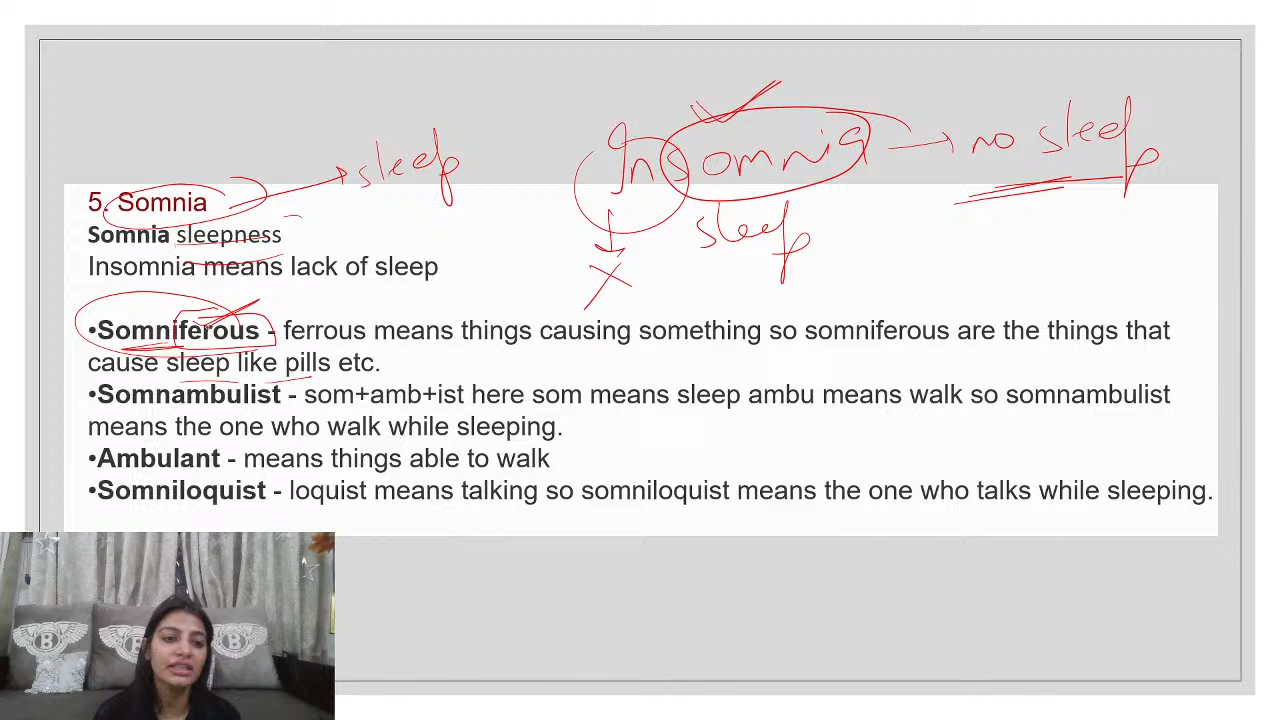 Insomnia → no sleep
→ sleep
sleep
X
5. Somnia
Somnia sleepness
Insomnia means lack of sleep
•Somniferous - ferrous means things causing something so somniferous are the things that
cause sleep like pills etc.
•Somnambulist - som+amb+ist here som means sleep ambu means walk so somnambulist
means the one who walk while sleeping.
•Ambulant - means things able to walk
•Somniloquist - loquist means talking so somniloquist means the one who talks while sleeping.
B
B
B